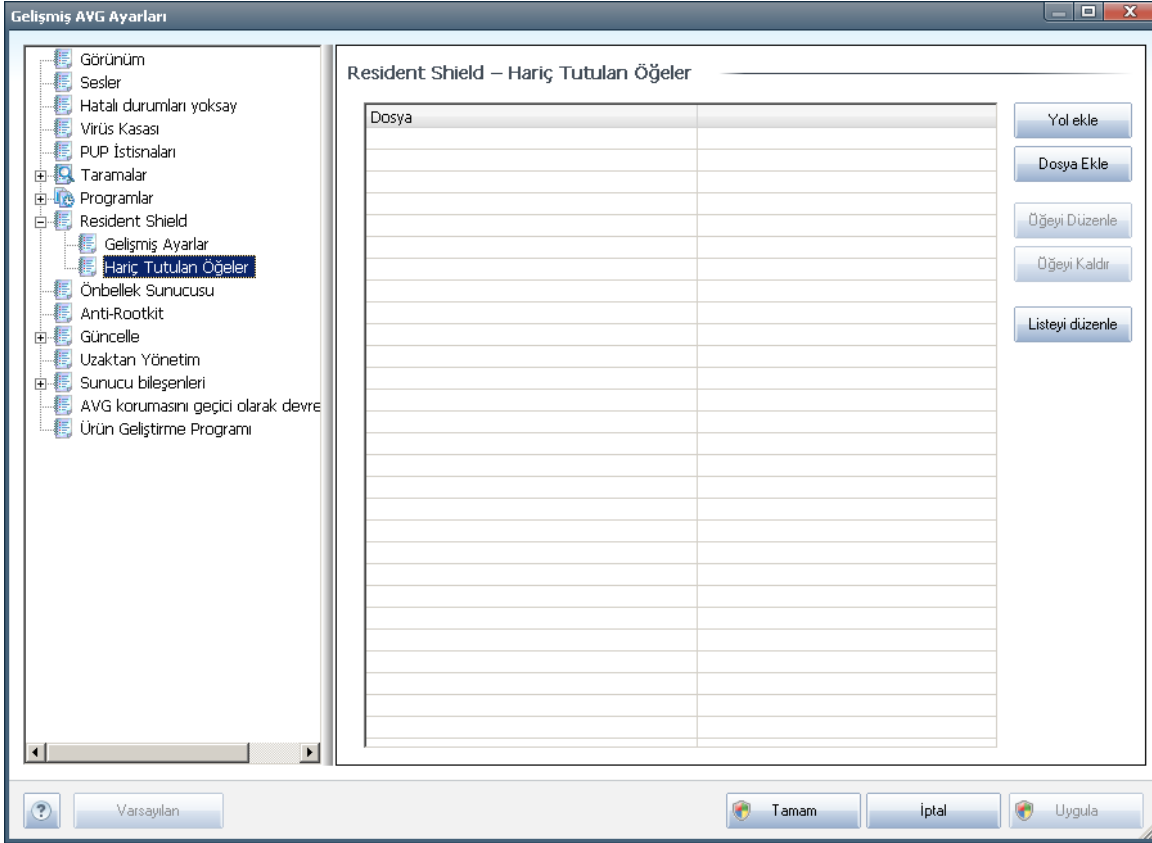 Gelişmiş AVG Ayarları
Görünüm
Sesler
Hatalı durumları yoksay
Virüs Kasası
PUP İstisnaları
Taramalar
Programlar
Resident Shield
Gelişmiş Ayarlar
Hariç Tutulan Öğeler
Önbellek Sunucusu
Anti-Rootkit
Güncelle
Uzaktan Yönetim
Sunucu bileşenleri
AVG korumasını geçici olarak devre
Ürün Geliştirme Programı
Resident Shield – Hariç Tutulan Öğeler
Dosya
Yol ekle
Dosya Ekle
Öğeyi Düzenle
Öğeyi Kaldır
Listeyi düzenle
?
Varsayılan
Tamam
İptal
Uygula